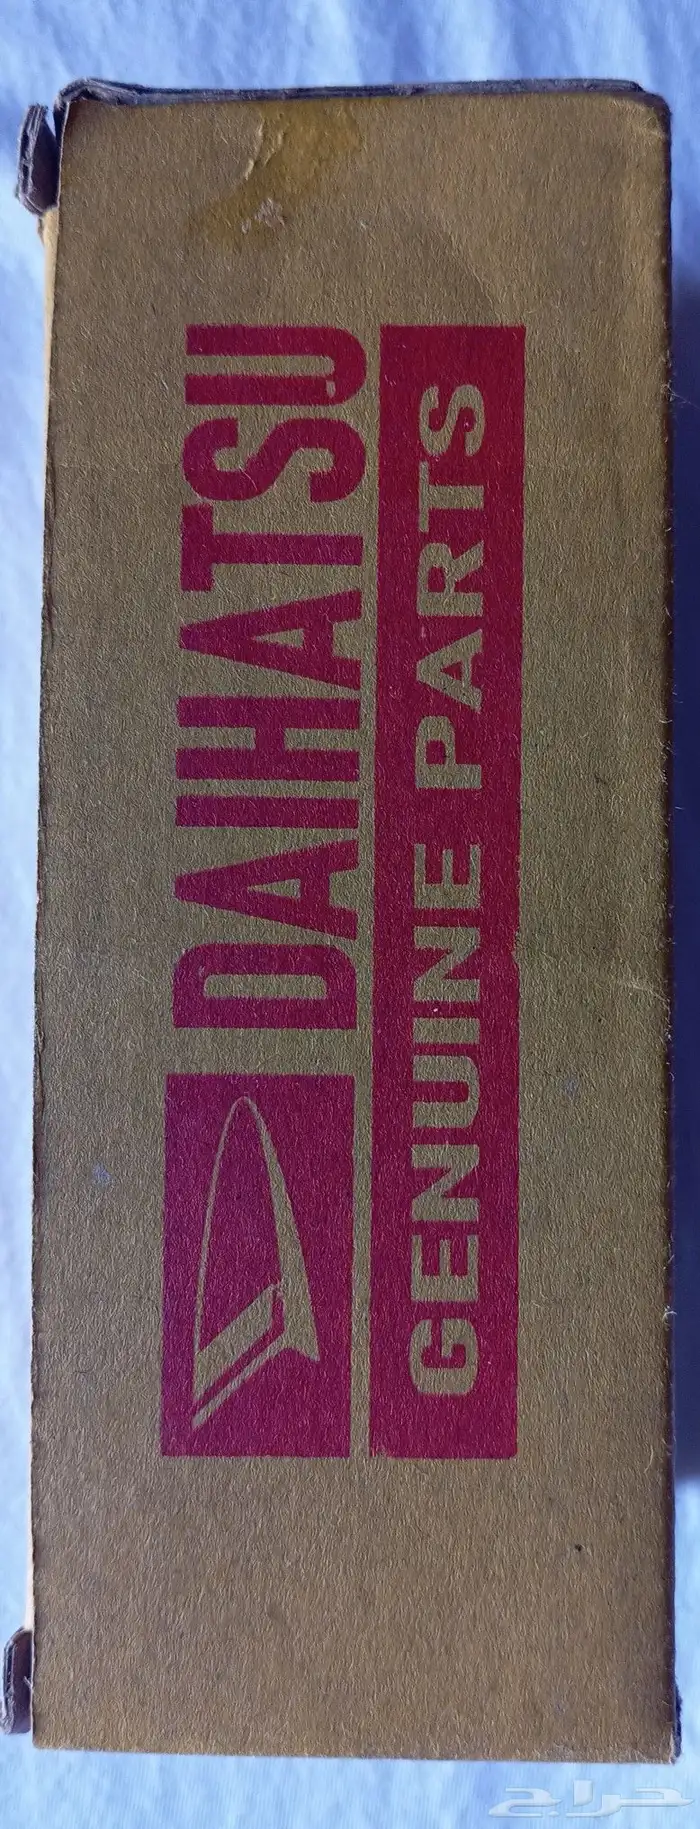 DAIHATSU
GENUINE PARTS
حراج